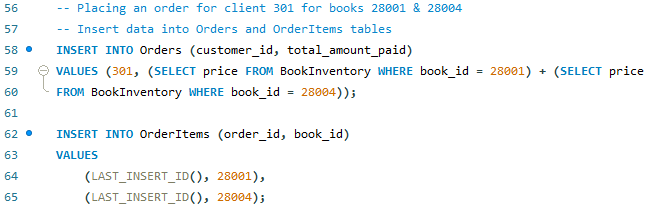 56 -- Placing an order for client 301 for books 28001 & 28004
57 -- Insert data into Orders and OrderItems tables
58 INSERT INTO Orders (customer_id, total_amount_paid)
59 VALUES (301, (SELECT price FROM BookInventory WHERE book_id = 28001) + (SELECT price
60 FROM BookInventory WHERE book_id = 28004));
61
62 INSERT INTO OrderItems (order_id, book_id)
63 VALUES
64 (LAST_INSERT_ID(), 28001),
65 (LAST_INSERT_ID(), 28004);